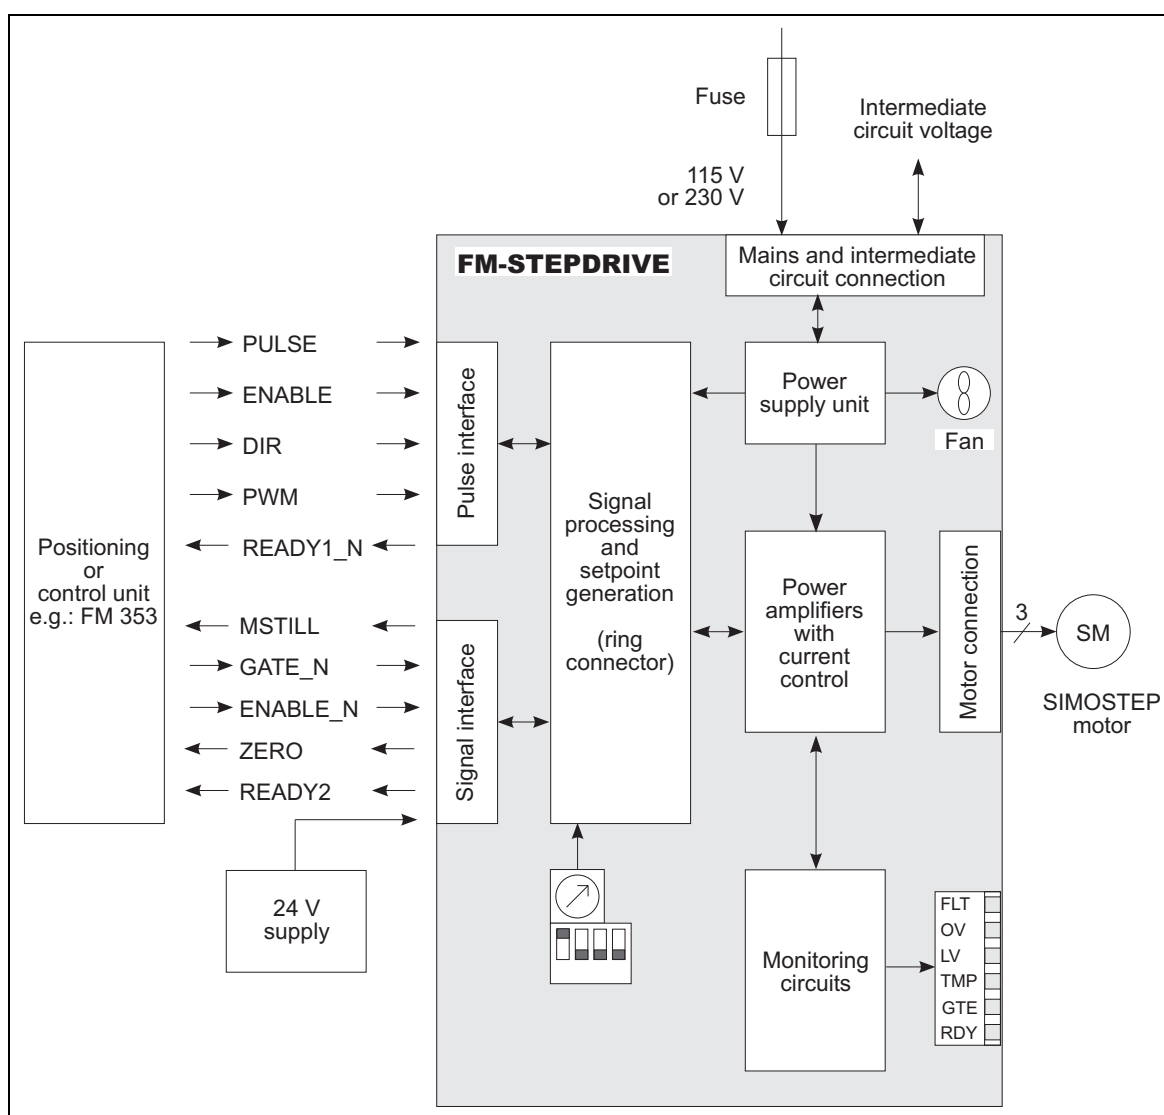 Fuse
Intermediate
circuit voltage
115 V
or 230 V
FM-STEPDRIVE
Mains and intermediate
circuit connection
PULSE
ENABLE
DIR
PWM
READY1_N
MSTILL
GATE_N
ENABLE_N
ZERO
READY2
Positioning
or
control unit
e.g.: FM 353
Pulse interface
Signal interface
Signal
processing
and
setpoint
generation
(ring
connector)
Power
supply unit
Fan
Power
amplifiers
with
current
control
Motor connection
3
SM
SIMOSTEP
motor
24 V
supply
Monitoring
circuits
FLT
OV
LV
TMP
GTE
RDY